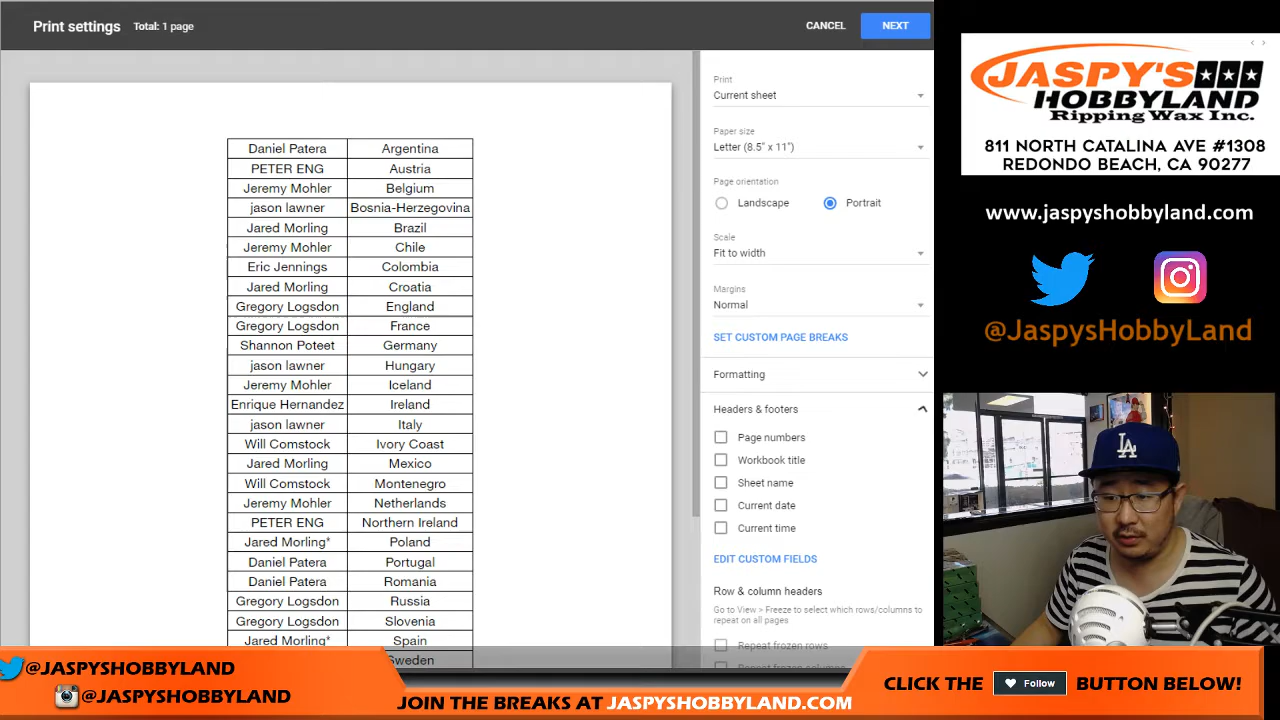 Print settings Total: 1 page
CANCEL NEXT
Daniel Patera Argentina
PETER ENG Austria
Jeremy Mohler Belgium
jason lawner Bosnia-Herzegovina
Jared Morling Brazil
Jeremy Mohler Chile
Eric Jennings Colombia
Jared Morling Croatia
Gregory Logsdon England
Gregory Logsdon France
Shannon Poteet Germany
jason lawner Hungary
Jeremy Mohler Iceland
Enrique Hernandez Ireland
jason lawner Italy
Will Comstock Ivory Coast
Jared Morling Mexico
Will Comstock Montenegro
Jeremy Mohler Netherlands
PETER ENG Northern Ireland
Jared Morling* Poland
Daniel Patera Portugal
Daniel Patera Romania
Gregory Logsdon Russia
Gregory Logsdon Slovenia
Jared Morling* Spain
Sweden
Print
Current sheet
Paper size
Letter (8.5" x 11")
Page orientation
Landscape Portrait
Scale
Fit to width
Margins
Normal
SET CUSTOM PAGE BREAKS
Formatting
Headers & footers
Page numbers
Workbook title
Sheet name
Current date
Current time
EDIT CUSTOM FIELDS
Row & column headers
Go to View > Freeze to select which rows/columns to
repeat on all pages
Repeat frozen rows
Repeat frozen columns
JASPY'S
HOBBYLAND
Ripping Wax Inc.
811 NORTH CATALINA AVE #1308
REDONDO BEACH, CA 90277
www.jaspyshobbyland.com
@JaspysHobbyLand
LA
@JASPYSHOBBYLAND
@JASPYSHOBBYLAND
JOIN THE BREAKS AT JASPYSHOBBYLAND.COM
CLICK THE Follow BUTTON BELOW!